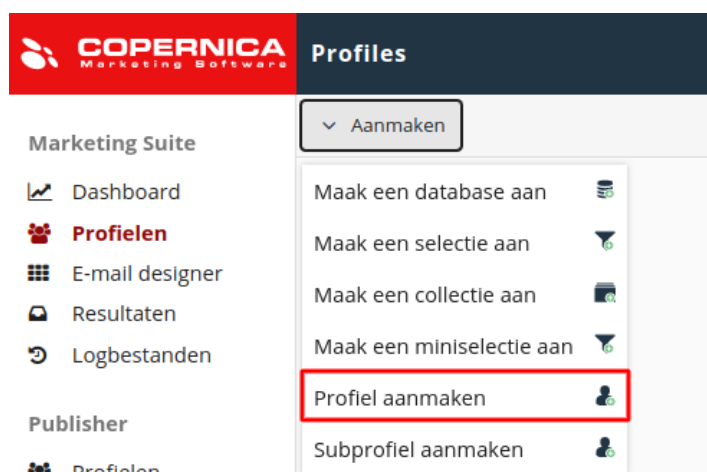 COPERNICA
Marketing Software
Profiles
Aanmaken
Marketing Suite
Dashboard
Profielen
E-mail designer
Resultaten
Logbestanden
Publisher
Profielen
Maak een database aan
Maak een selectie aan
Maak een collectie aan
Maak een miniselectie aan
Profiel aanmaken
Subprofiel aanmaken